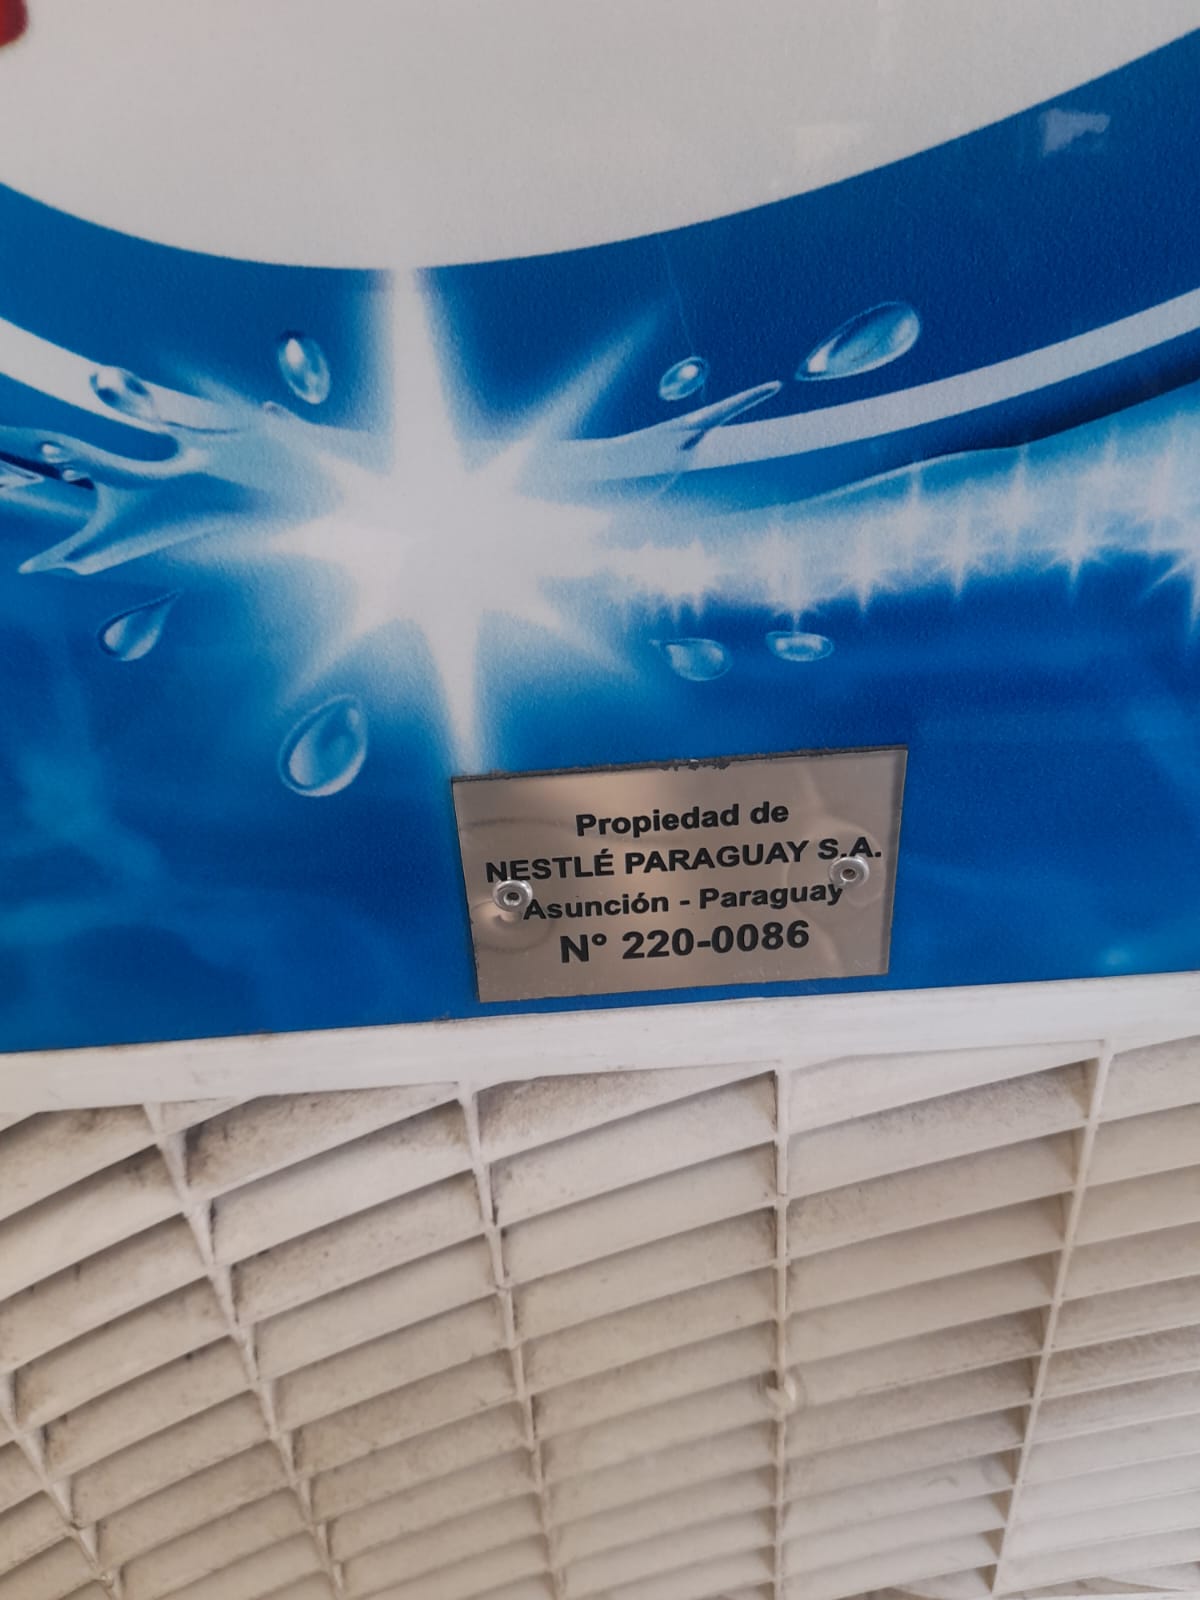 Propiedad de
NESTLÉ PARAGUAY S.A.
Asunción - Paraguay
N° 220-0086